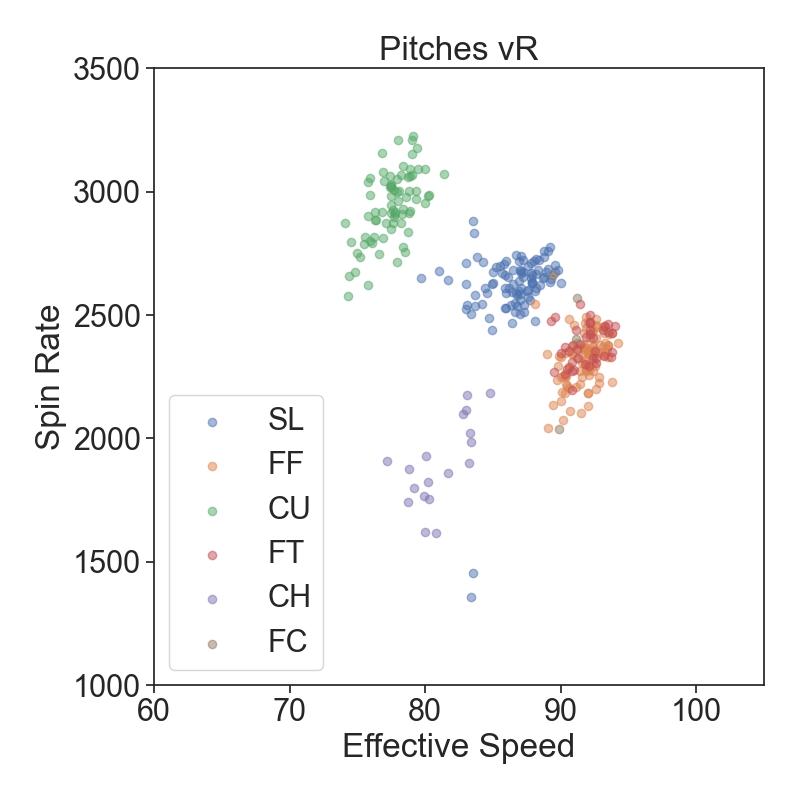 Pitches vR
3500
3000
2500
2000
1500
1000
Spin Rate
SL
FF
CU
FT
CH
FC
60 70 80 90 100
Effective Speed